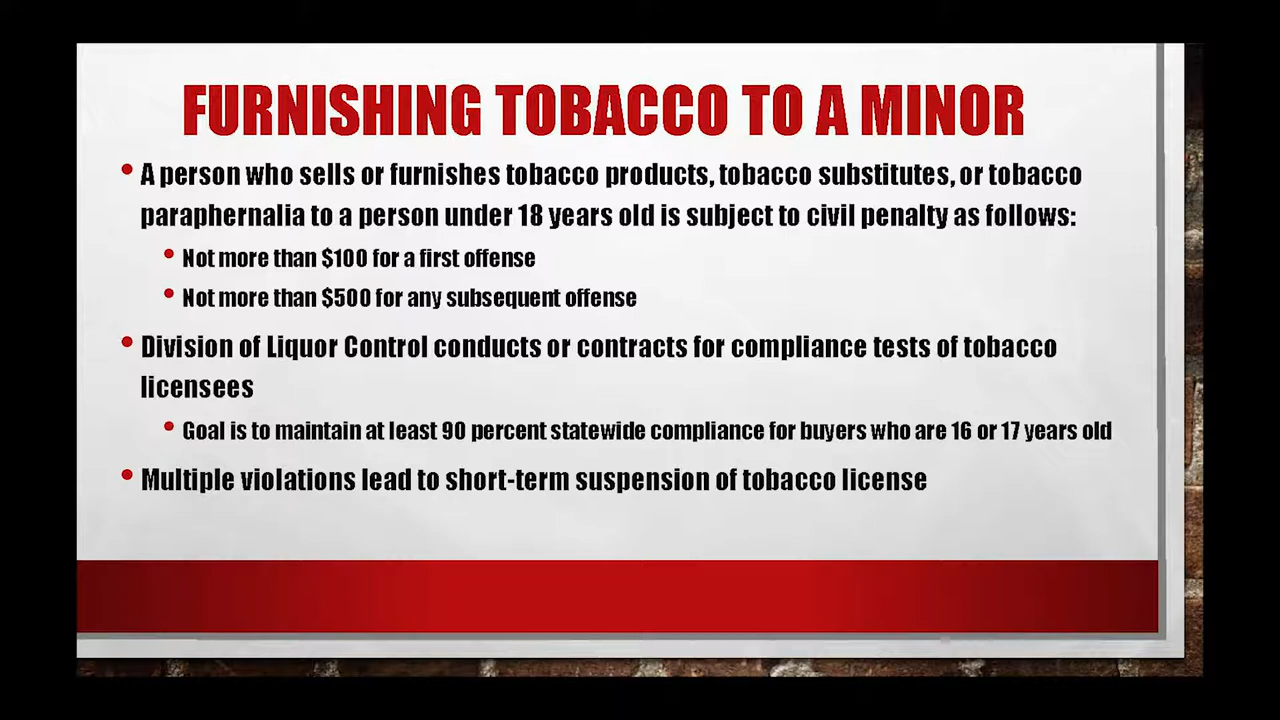 FURNISHING TOBACCO TO A MINOR
• A person who sells or furnishes tobacco products, tobacco substitutes, or tobacco
paraphernalia to a person under 18 years old is subject to civil penalty as follows:
• Not more than $100 for a first offense
• Not more than $500 for any subsequent offense
• Division of Liquor Control conducts or contracts for compliance tests of tobacco
licensees
• Goal is to maintain at least 90 percent statewide compliance for buyers who are 16 or 17 years old
• Multiple violations lead to short-term suspension of tobacco license